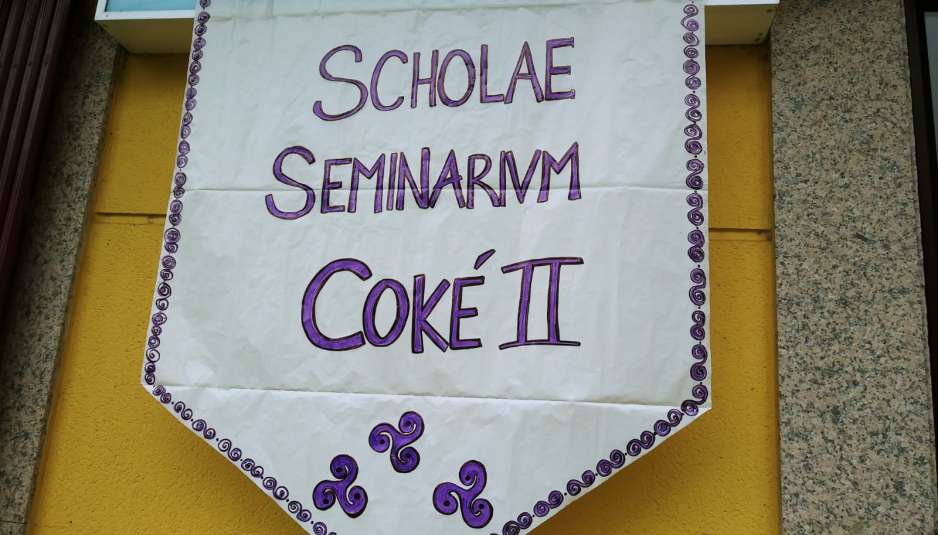 SCHOLAE
SEMINARIVM
COKÉ II